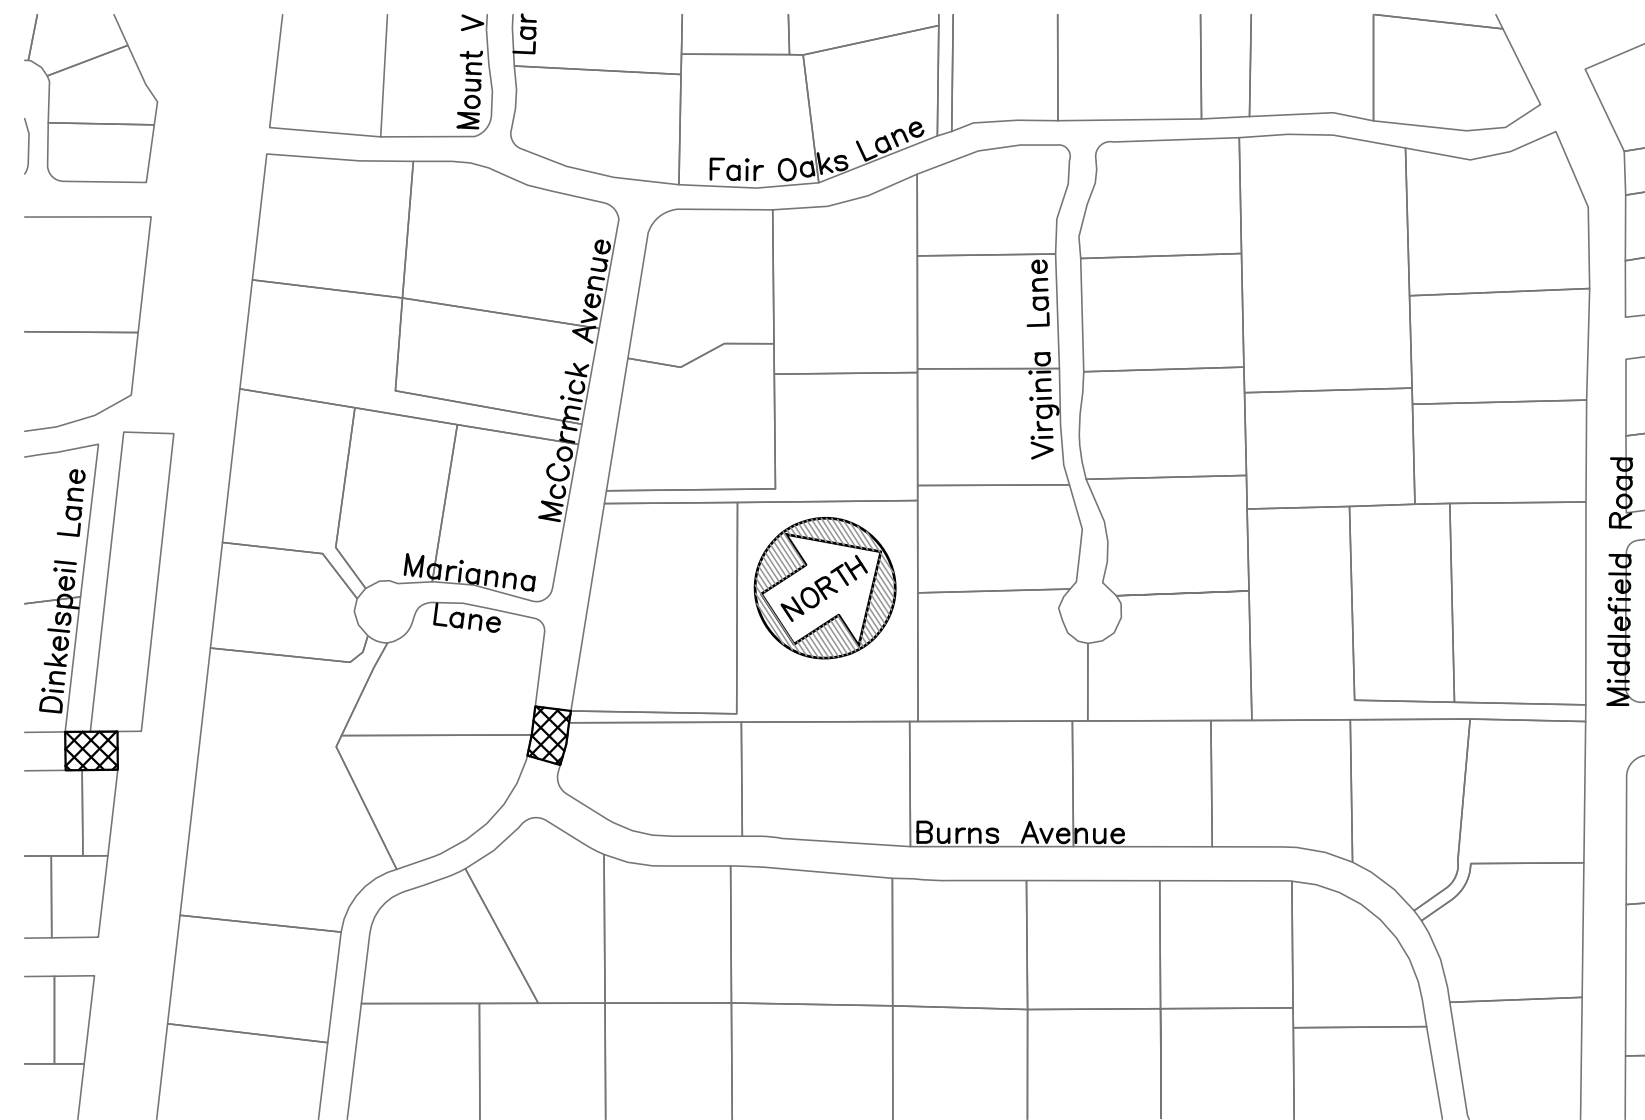 Mount V
Lar
Fair Oaks Lane
McCormick Avenue
Virginia Lane
Dinkelspeil Lane
Marianna
Lane
NORTH
Middlefield Road
Burns Avenue